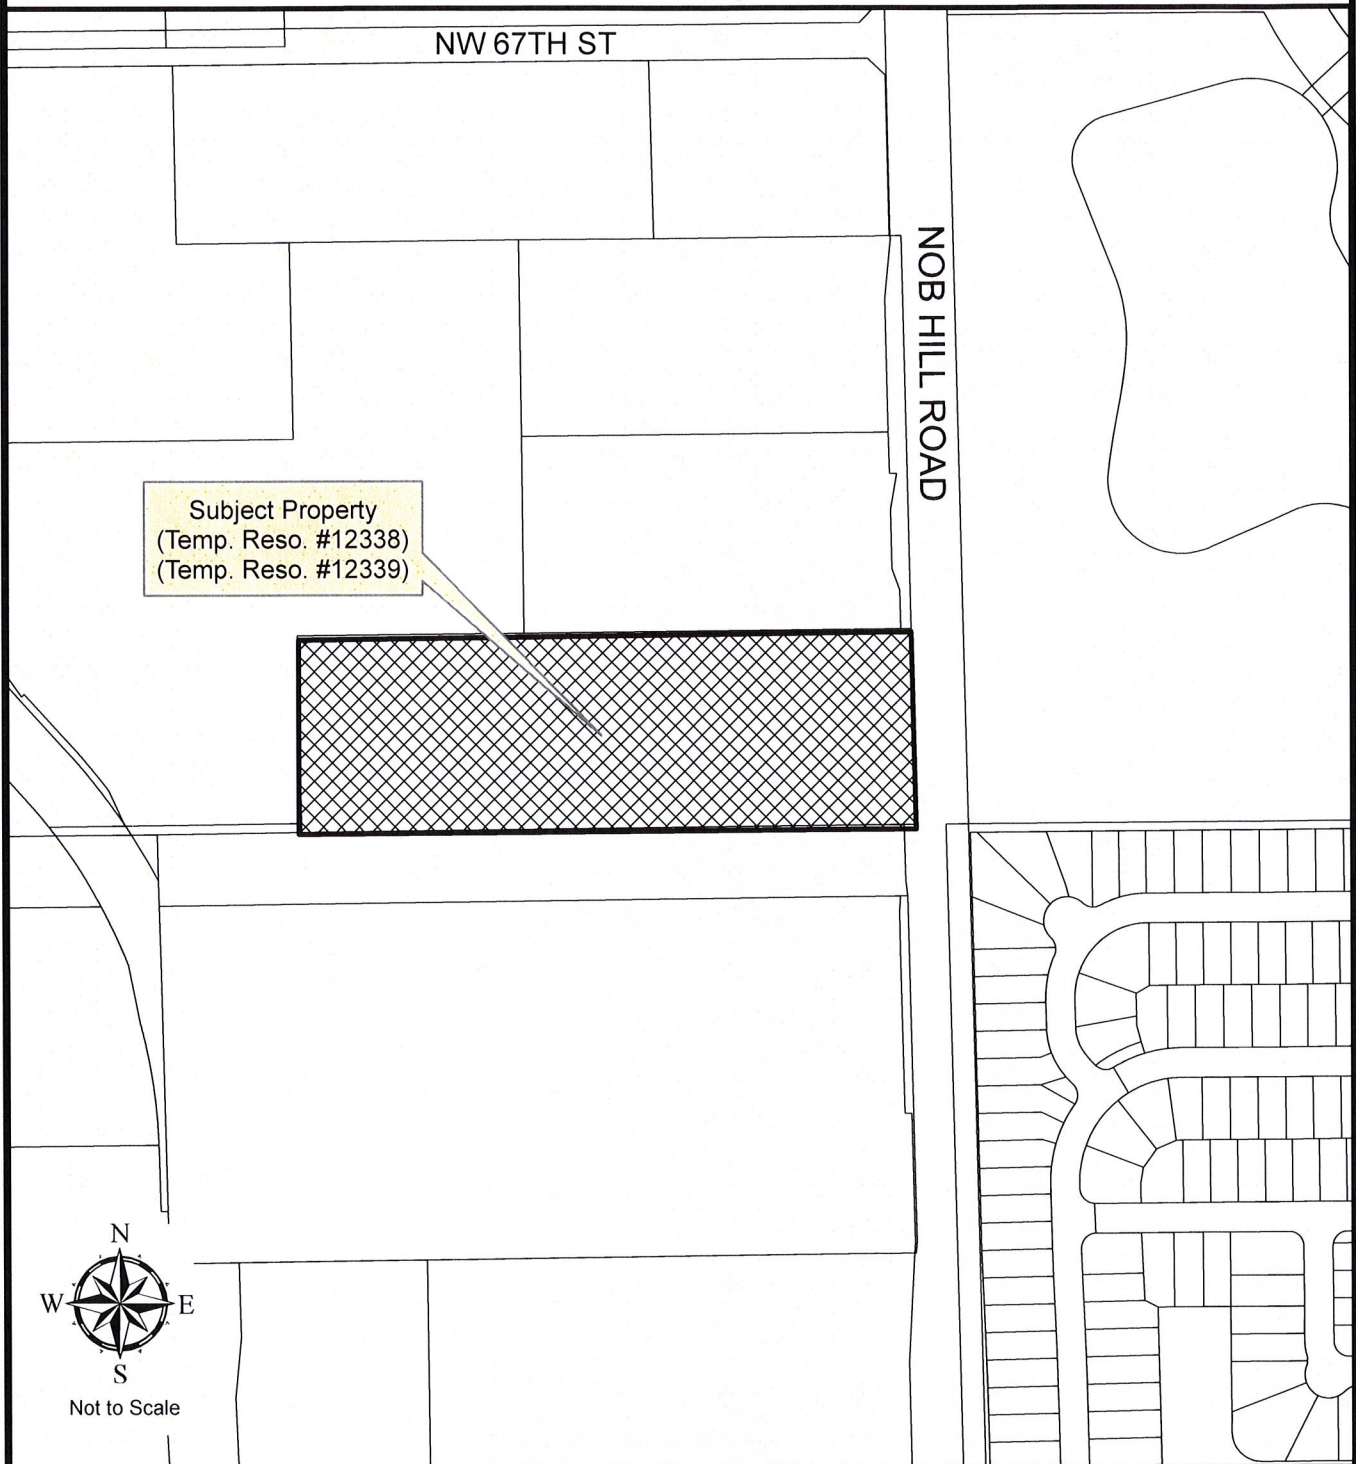 NW 67TH ST
NOB HILL ROAD
Subject Property
(Temp. Reso. #12338)
(Temp. Reso. #12339)
N
W E
S
Not to Scale